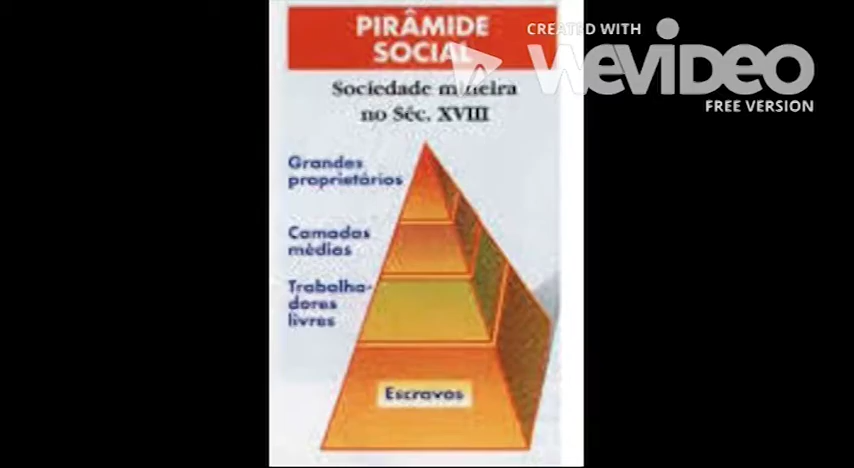 PIRÂMIDE
SOCIAL
CREATED WITH
WEVIDEO
FREE VERSION
Sociedade mineira
no Séc. XVIII
Grandes
proprietários
Camadas
médias
Trabalha-
dores
livres
Escravos